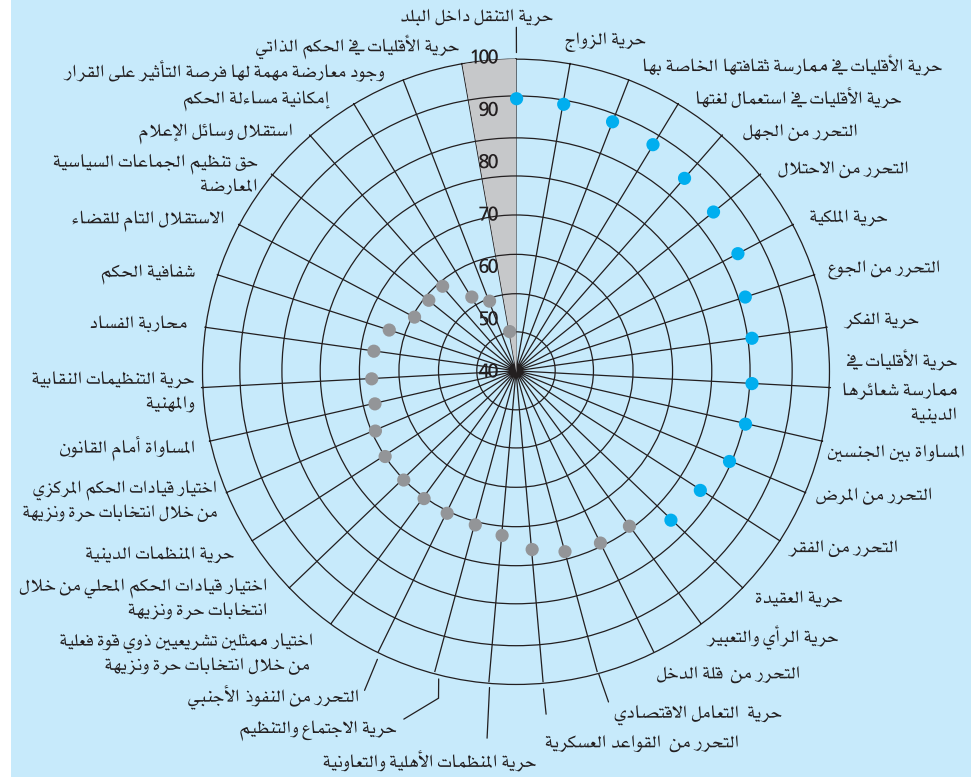 حرية التنقل داخل البلد
حرية الزواج
حرية الأقليات في ممارسة ثقافتها الخاصة بها
حرية الأقليات في استعمال لغتها
التحرر من الجهل
التحرر من الاحتلال
حرية الملكية
التحرر من الجوع
حرية الفكر
حرية الأقليات في
ممارسة شعائرها
الدينية
المساواة بين الجنسين
التحرر من المرض
التحرر من الفقر
حرية العقيدة
حرية الرأي والتعبير
التحرر من قلة الدخل
حرية التعامل الاقتصادي
التحرر من القواعد العسكرية
حرية المنظمات الأهلية والتعاونية
حرية الاجتماع والتنظيم
التحرر من النفوذ الأجنبي
اختيار ممثلين تشريعيين ذوي قوة فعلية
من خلال انتخابات حرة ونزيهة
اختيار قيادات الحكم المحلي من خلال
انتخابات حرة ونزيهة
حرية المنظمات الدينية
اختيار قيادات الحكم المركزي
من خلال انتخابات حرة ونزيهة
المساواة أمام القانون
حرية التنظيمات النقابية
والمهنية
محاربة الفساد
شفافية الحكم
الاستقلال التام للقضاء
حق تنظيم الجماعات السياسية
المعارضة
استقلال وسائل الإعلام
إمكانية مساءلة الحكم
وجود معارضة مهمة لها فرصة التأثير على القرار
حرية الأقليات في الحكم الذاتي
100
90
80
70
60
50
40